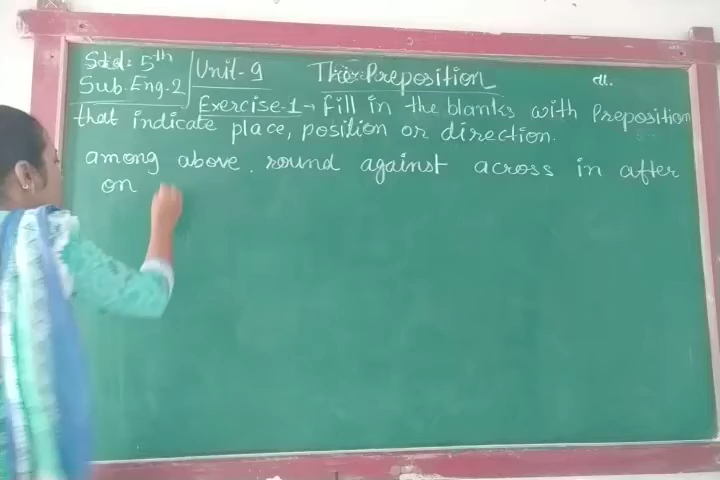 Std: 5th
Sub. Eng-2
Unit-9
The Preposition
dt.
Exercise-1 → Fill in the blanks with Preposition
that indicate place, position or direction.
among above. round against across in after
on